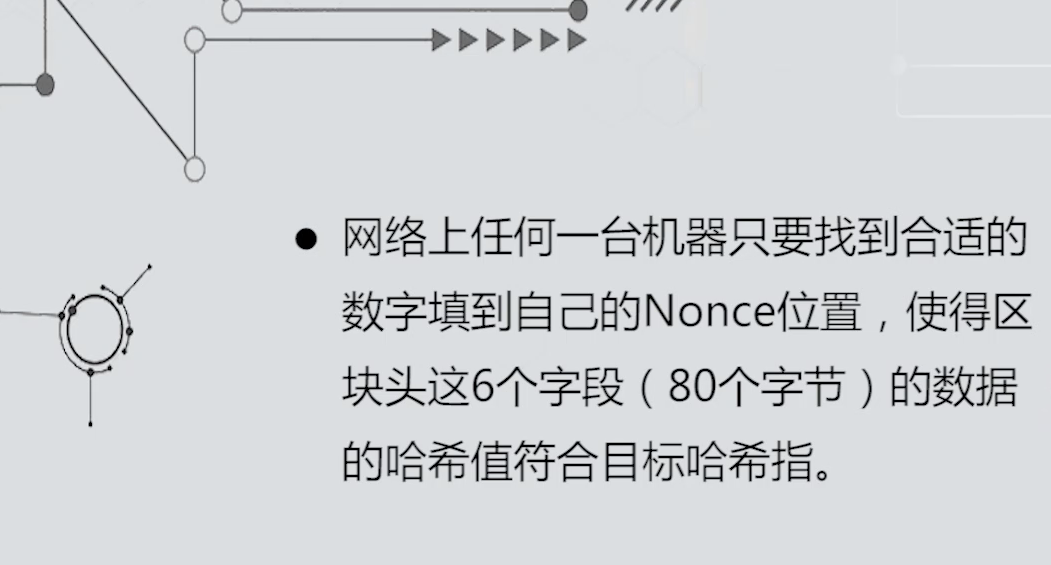 ● 网络上任何一台机器只要找到合适的
数字填到自己的Nonce位置，使得区
块头这6个字段（80个字节）的数据
的哈希值符合目标哈希指。